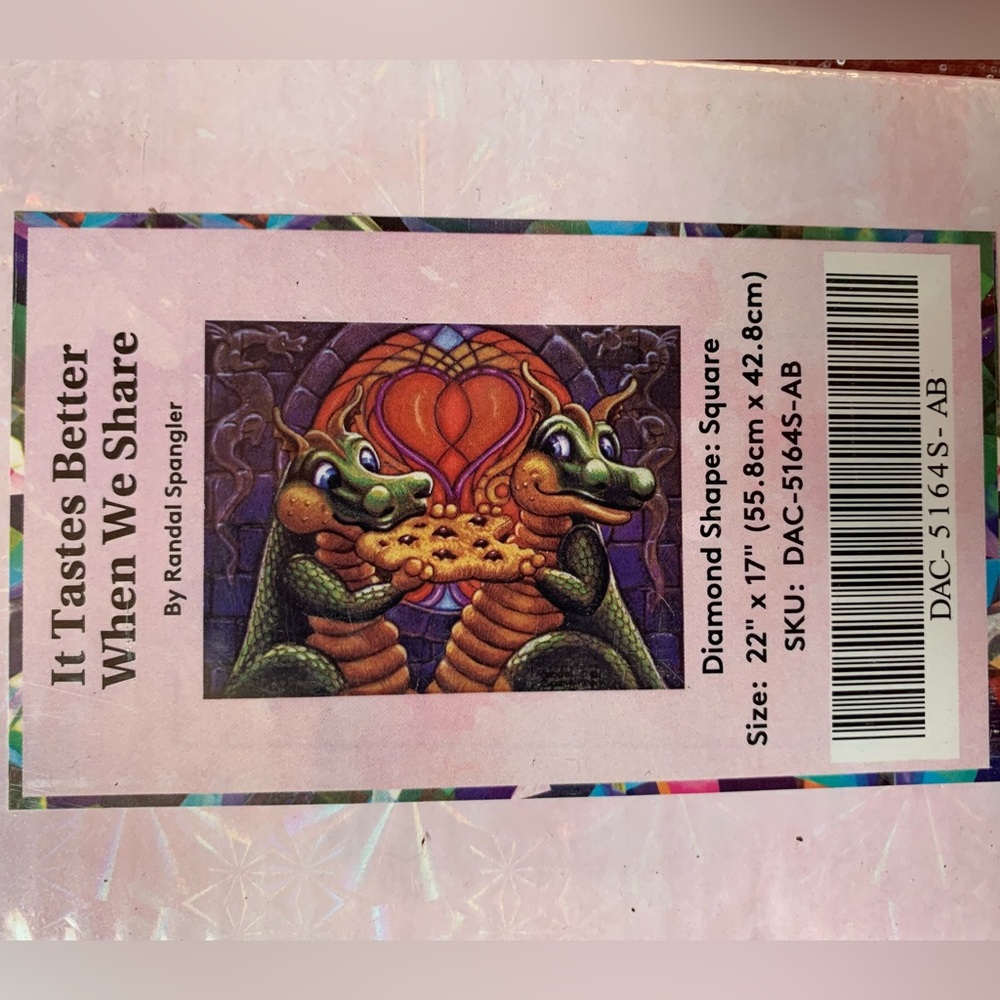 It Tastes Better
When We Share
By Randal Spangler
Diamond Shape: Square
Size: 22" x 17" (55.8cm x 42.8cm)
SKU: DAC-5164S-AB
DAC- 5164S- AB